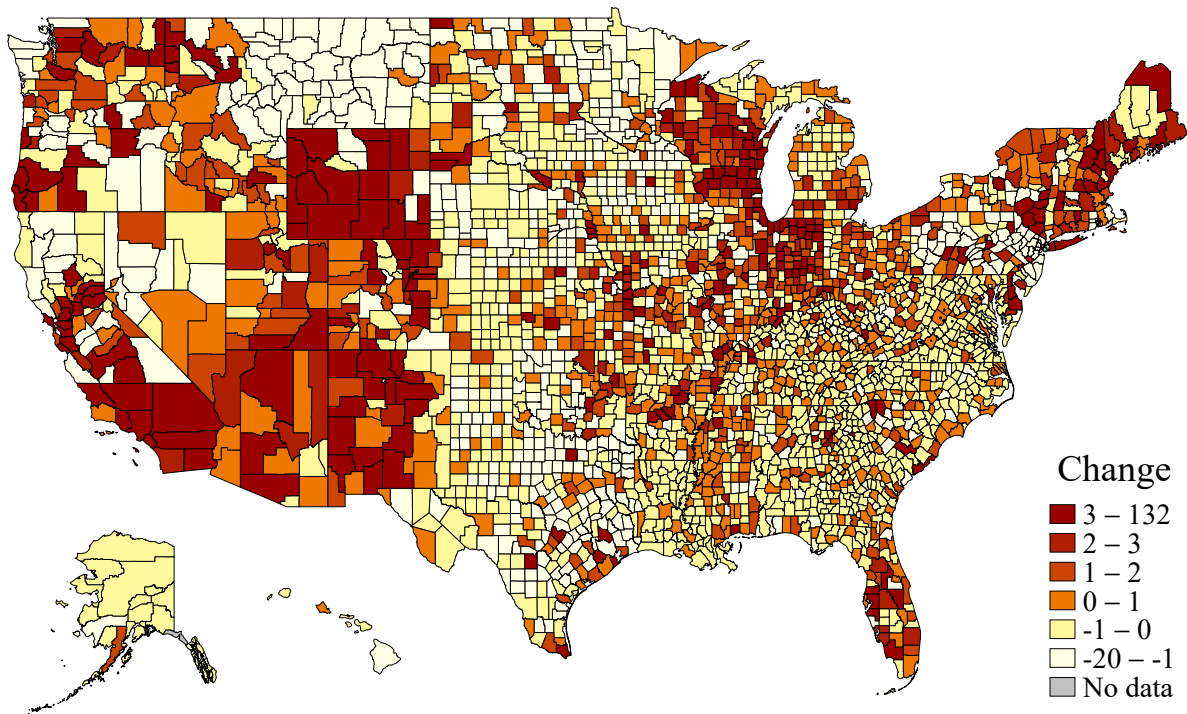 Change
3 – 132
2 – 3
1 – 2
0 – 1
-1 – 0
-20 – -1
No data